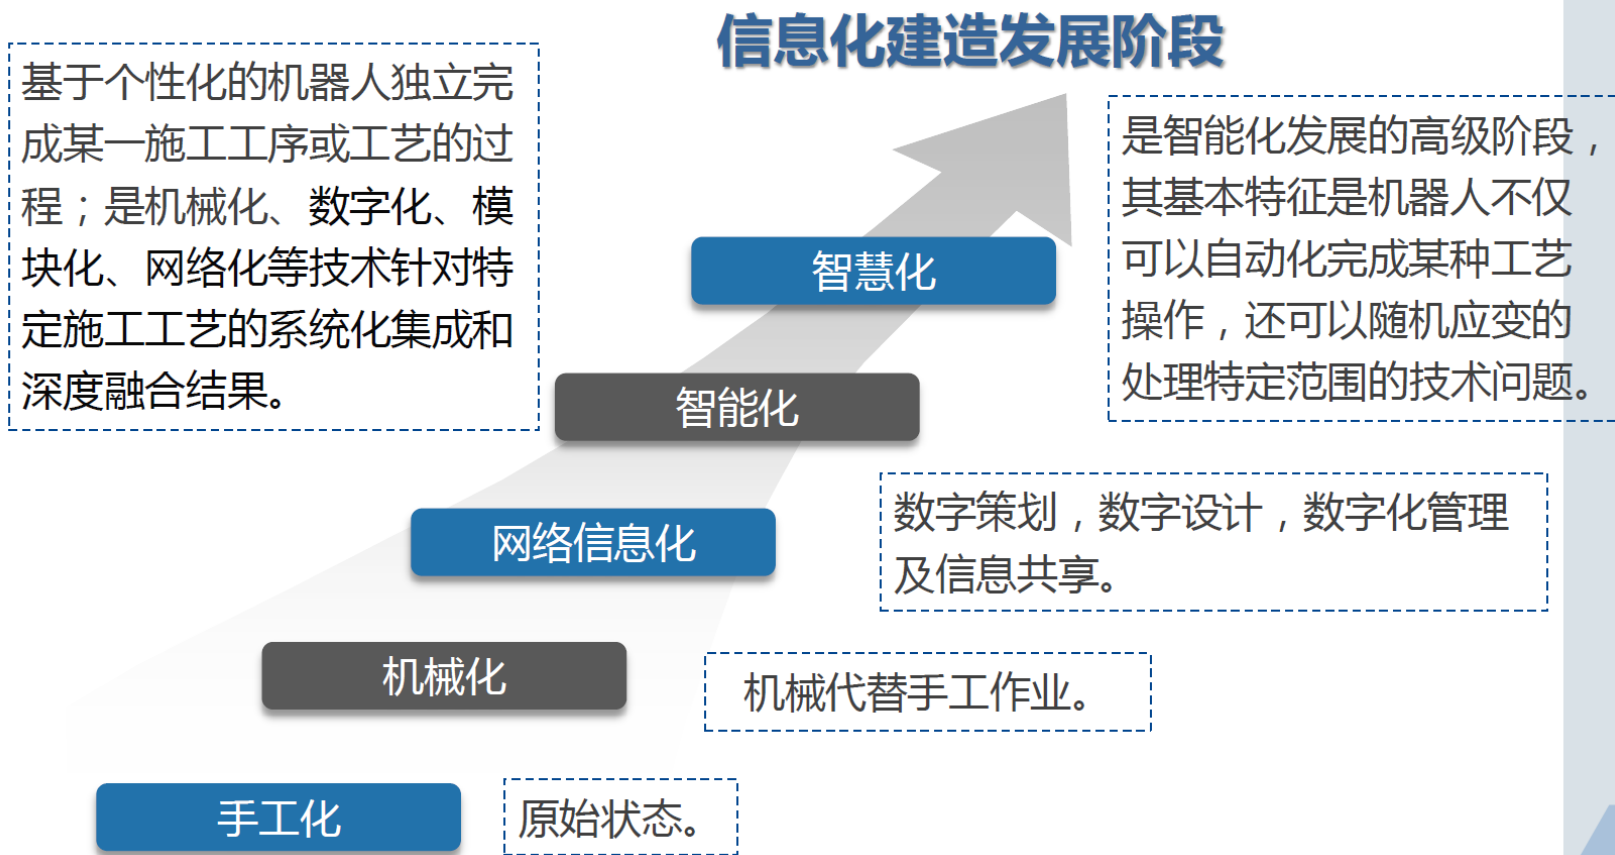 信息化建造发展阶段
基于个性化的机器人独立完
成某一施工工序或工艺的过
程；是机械化、数字化、模
块化、网络化等技术针对特
定施工工艺的系统化集成和
深度融合结果。
是智能化发展的高级阶段，
其基本特征是机器人不仅
可以自动化完成某种工艺
操作，还可以随机应变的
处理特定范围的技术问题。
智慧化
智能化
网络信息化
数字策划，数字设计，数字化管理
及信息共享。
机械化
机械代替手工作业。
手工化
原始状态。